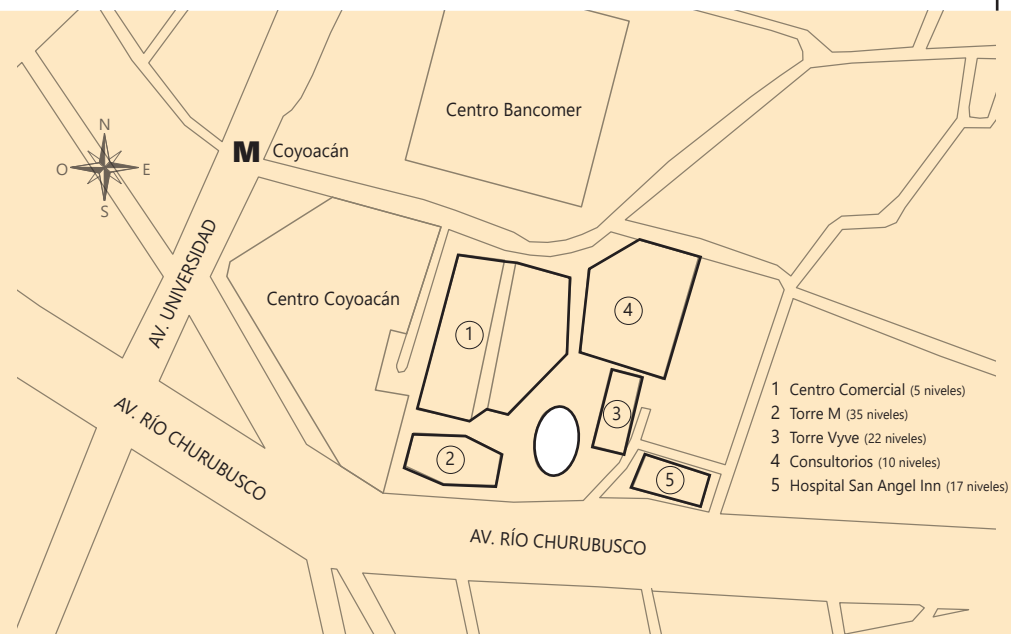 Centro Bancomer
N
O
E
S
M Coyoacán
AV. UNIVERSIDAD
Centro Coyoacán
1
4
3
2
5
AV. RÍO CHURUBUSCO
AV. RÍO CHURUBUSCO
1 Centro Comercial (5 niveles)
2 Torre M (35 niveles)
3 Torre Vyve (22 niveles)
4 Consultorios (10 niveles)
5 Hospital San Angel Inn (17 niveles)